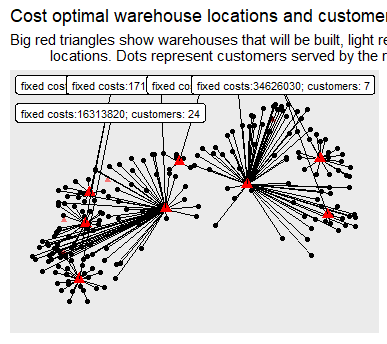 Cost optimal warehouse locations and customer
Big red triangles show warehouses that will be built, light re
locations. Dots represent customers served by the r
fixed cos fixed costs:171 fixed co fixed costs:34626030; customers: 7
fixed costs:16313820; customers: 24